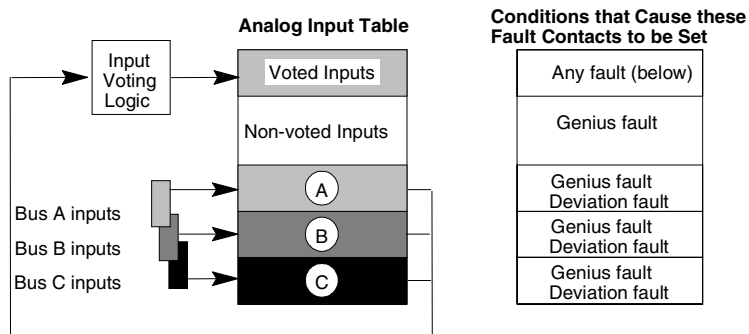 Analog Input Table
Conditions that Cause these
Fault Contacts to be Set
Input
Voting
Logic
Voted Inputs
Any fault (below)
Non-voted Inputs
Genius fault
Bus A inputs
A
Genius fault
Deviation fault
Bus B inputs
B
Genius fault
Deviation fault
Bus C inputs
C
Genius fault
Deviation fault